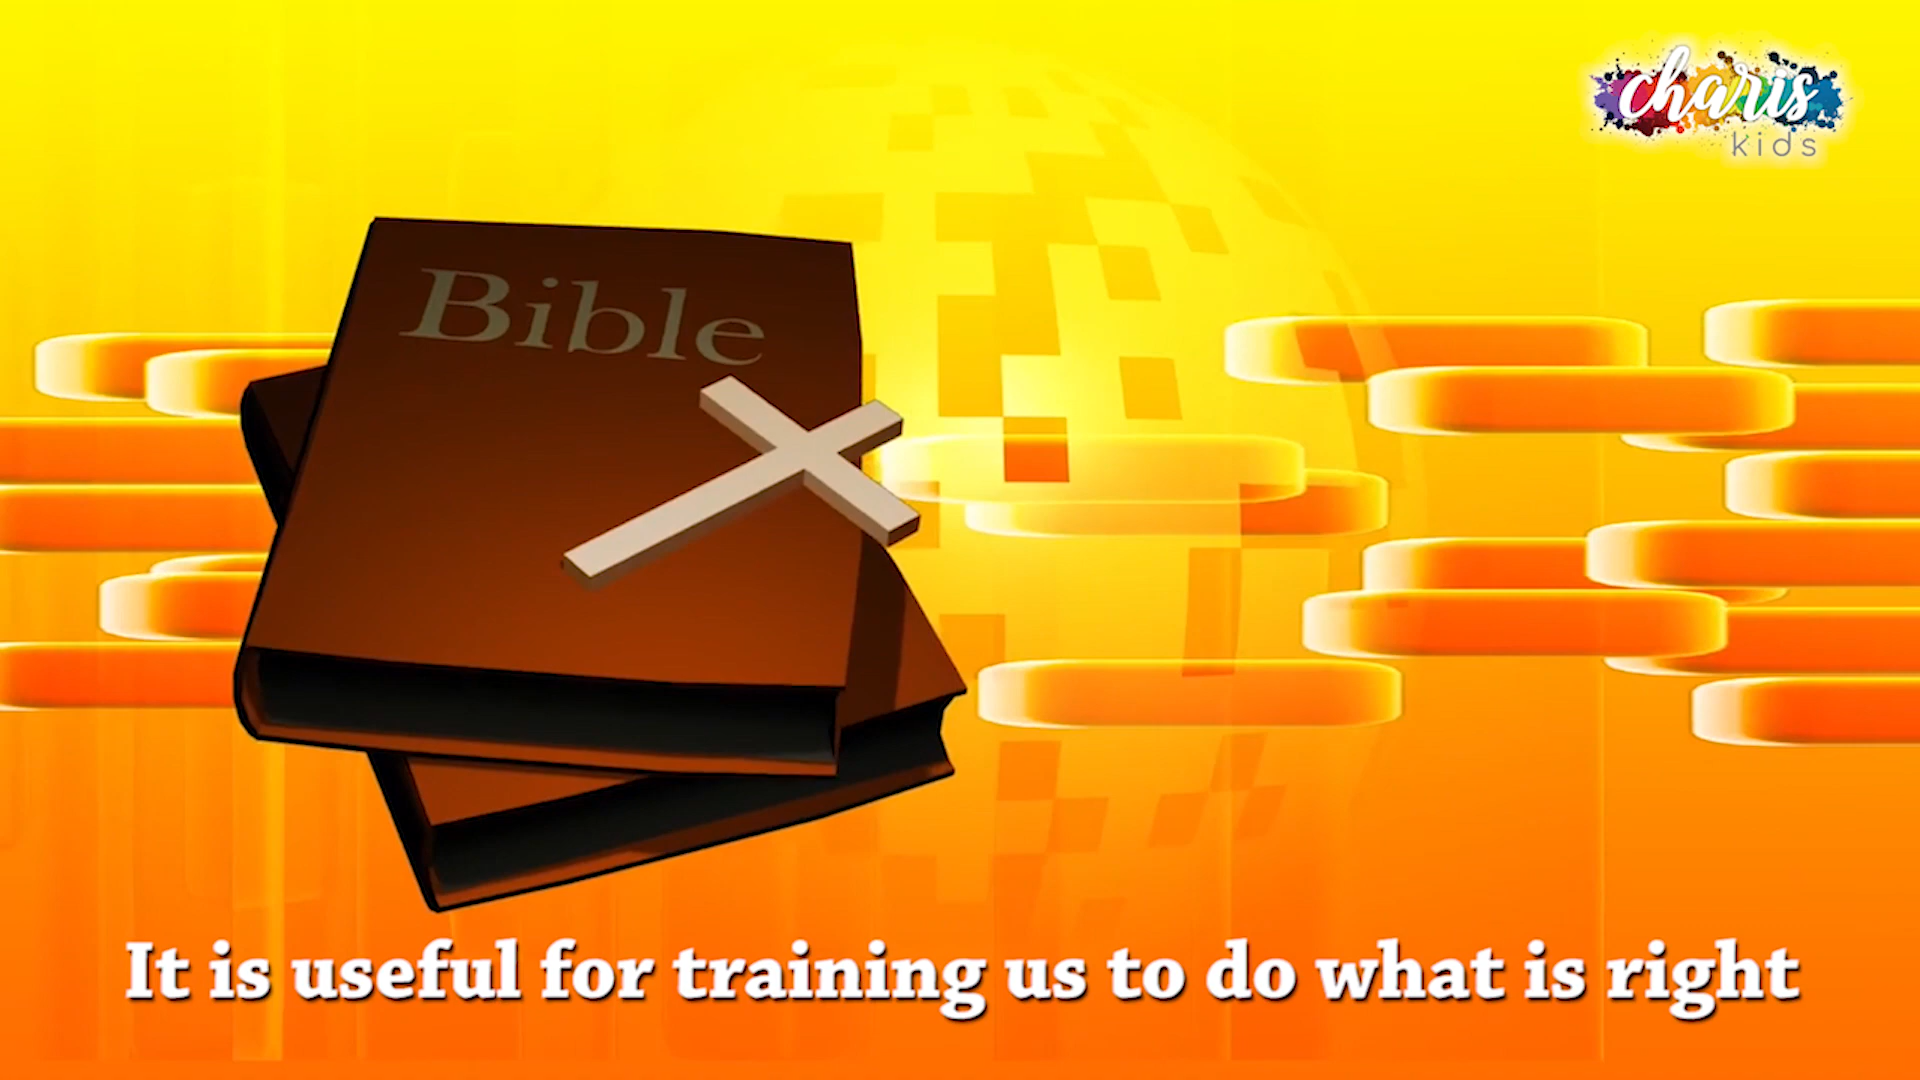 charis
kids
Bible
It is useful for training us to do what is right